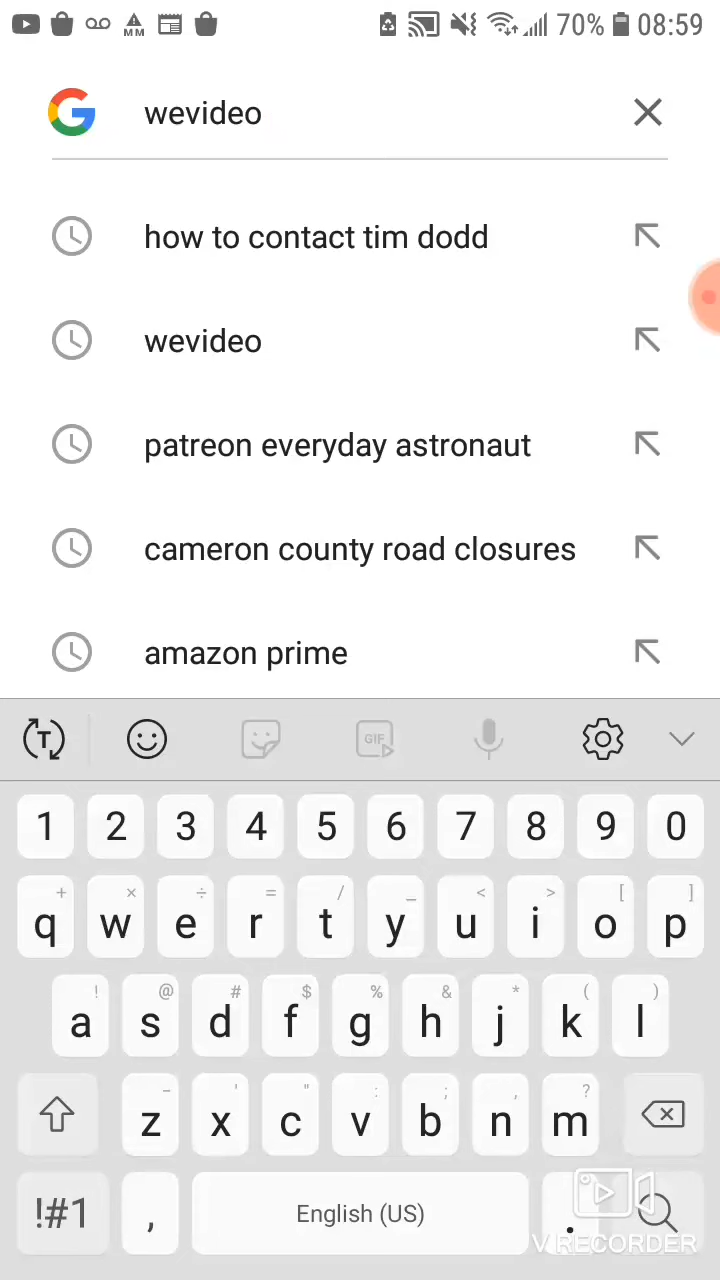 MM 70% 08:59
wevideo
how to contact tim dodd
wevideo
patreon everyday astronaut
cameron county road closures
amazon prime
T GIF
1 2 3 4 5 6 7 8 9 0
+ × ÷ = / _ < > [ ]
q w e r t y u i o p
! @ # $ % & * ( )
a s d f g h j k l
- ' " : ; , ?
z x c v b n m
!#1 , English (US) .
V RECORDER